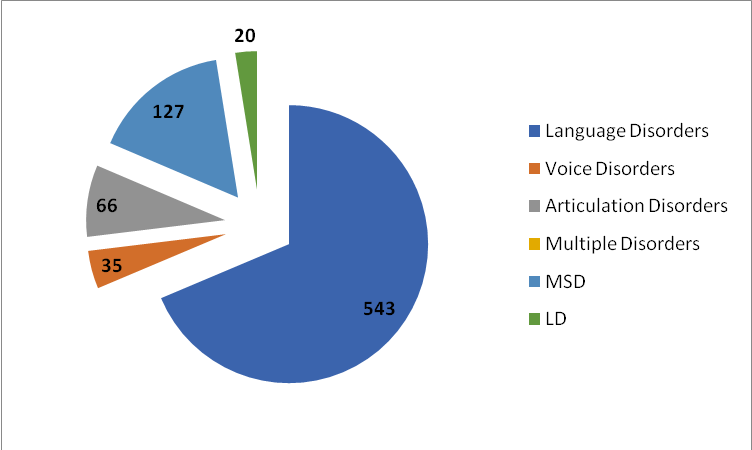 20
127
66
35
543
Language Disorders
Voice Disorders
Articulation Disorders
Multiple Disorders
MSD
LD